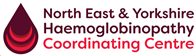 North East & Yorkshire
Haemoglobinopathy
Coordinating Centre